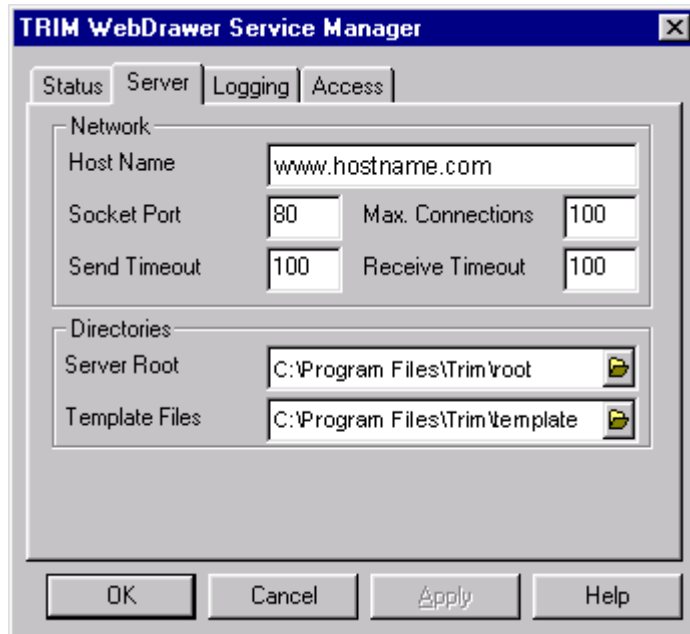 TRIM WebDrawer Service Manager
Status Server Logging Access
Network
Host Name www.hostname.com
Socket Port 80 Max. Connections 100
Send Timeout 100 Receive Timeout 100
Directories
Server Root C:\Program Files\Trim\root
Template Files C:\Program Files\Trim\template
OK Cancel Apply Help